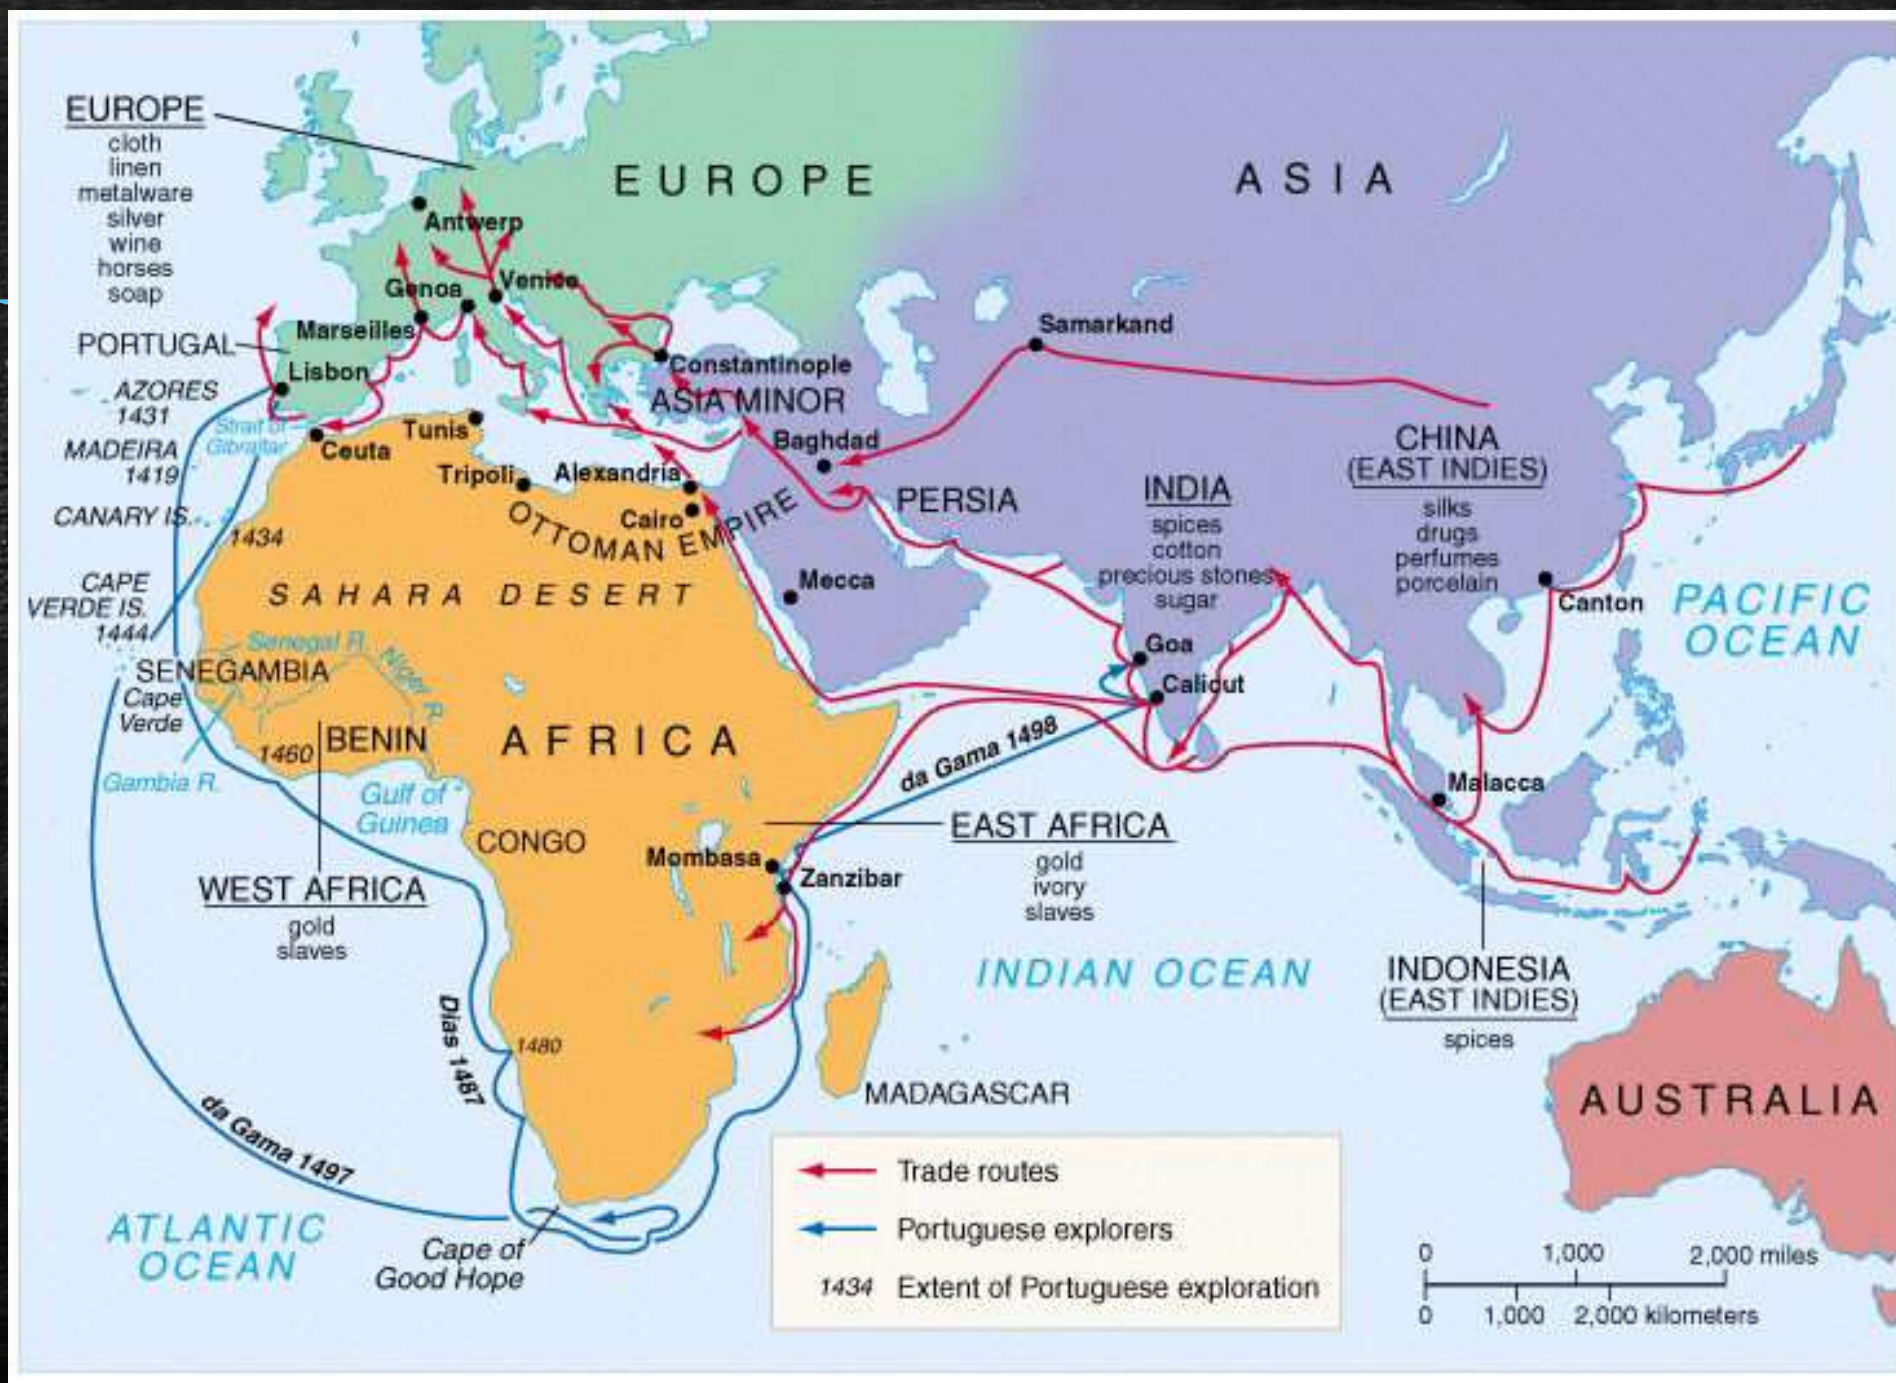 EUROPE
cloth
linen
metalware
silver
wine
horses
soap
EUROPE
ASIA
Antwerp
Venice
Genoa
Marseilles
PORTUGAL
Lisbon
AZORES
1431
Strait of
Gibraltar
MADEIRA
1419
Ceuta
Tunis
Tripoli
Alexandria
Cairo
Constantinople
ASIA MINOR
Samarkand
Baghdad
OTTOMAN EMPIRE
PERSIA
Mecca
CANARY IS.
1434
SAHARA DESERT
CAPE
VERDE IS.
1444
INDIA
spices
cotton
precious stones
sugar
CHINA
(EAST INDIES)
silks
drugs
perfumes
porcelain
Canton
PACIFIC
OCEAN
Goa
Calicut
Senegal R.
Niger R.
SENEGAMBIA
Cape
Verde
Gambia R.
1460
BENIN
AFRICA
Gulf of
Guinea
CONGO
WEST AFRICA
gold
slaves
da Gama 1498
EAST AFRICA
gold
ivory
slaves
Mombasa
Zanzibar
Malacca
INDIAN OCEAN
INDONESIA
(EAST INDIES)
spices
Dias 1487
1480
MADAGASCAR
AUSTRALIA
da Gama 1497
ATLANTIC
OCEAN
Cape of
Good Hope
Trade routes
Portuguese explorers
1434 Extent of Portuguese exploration
0 1,000 2,000 miles
0 1,000 2,000 kilometers